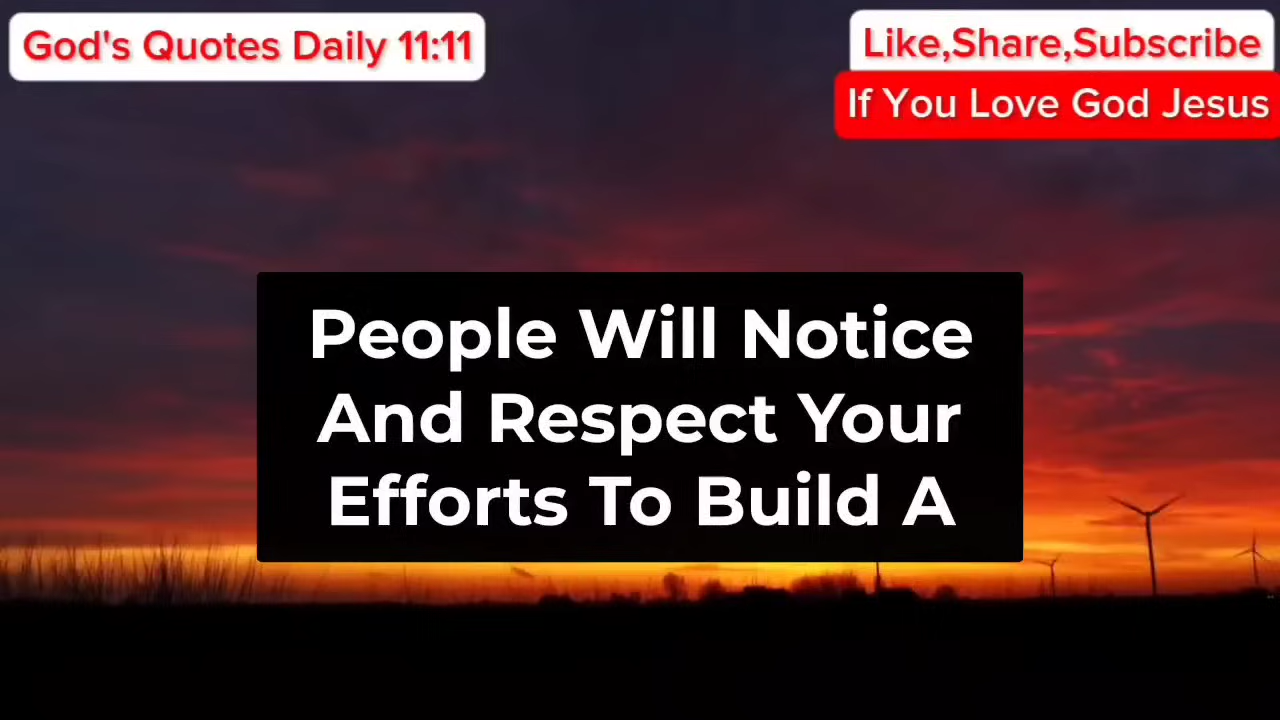 God's Quotes Daily 11:11
Like,Share,Subscribe
If You Love God Jesus
People Will Notice
And Respect Your
Efforts To Build A